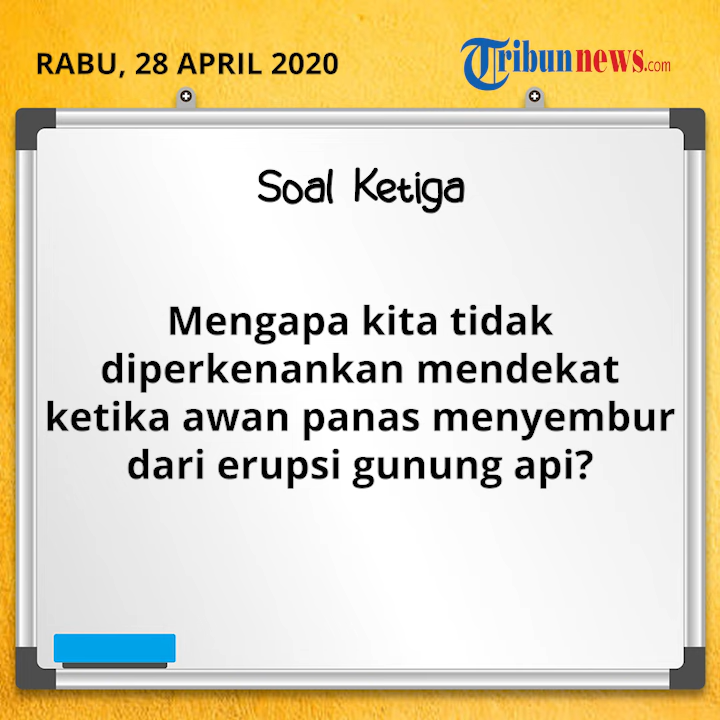 RABU, 28 APRIL 2020
Tribunnews.com
Soal Ketiga
Mengapa kita tidak
diperkenankan mendekat
ketika awan panas menyembur
dari erupsi gunung api?